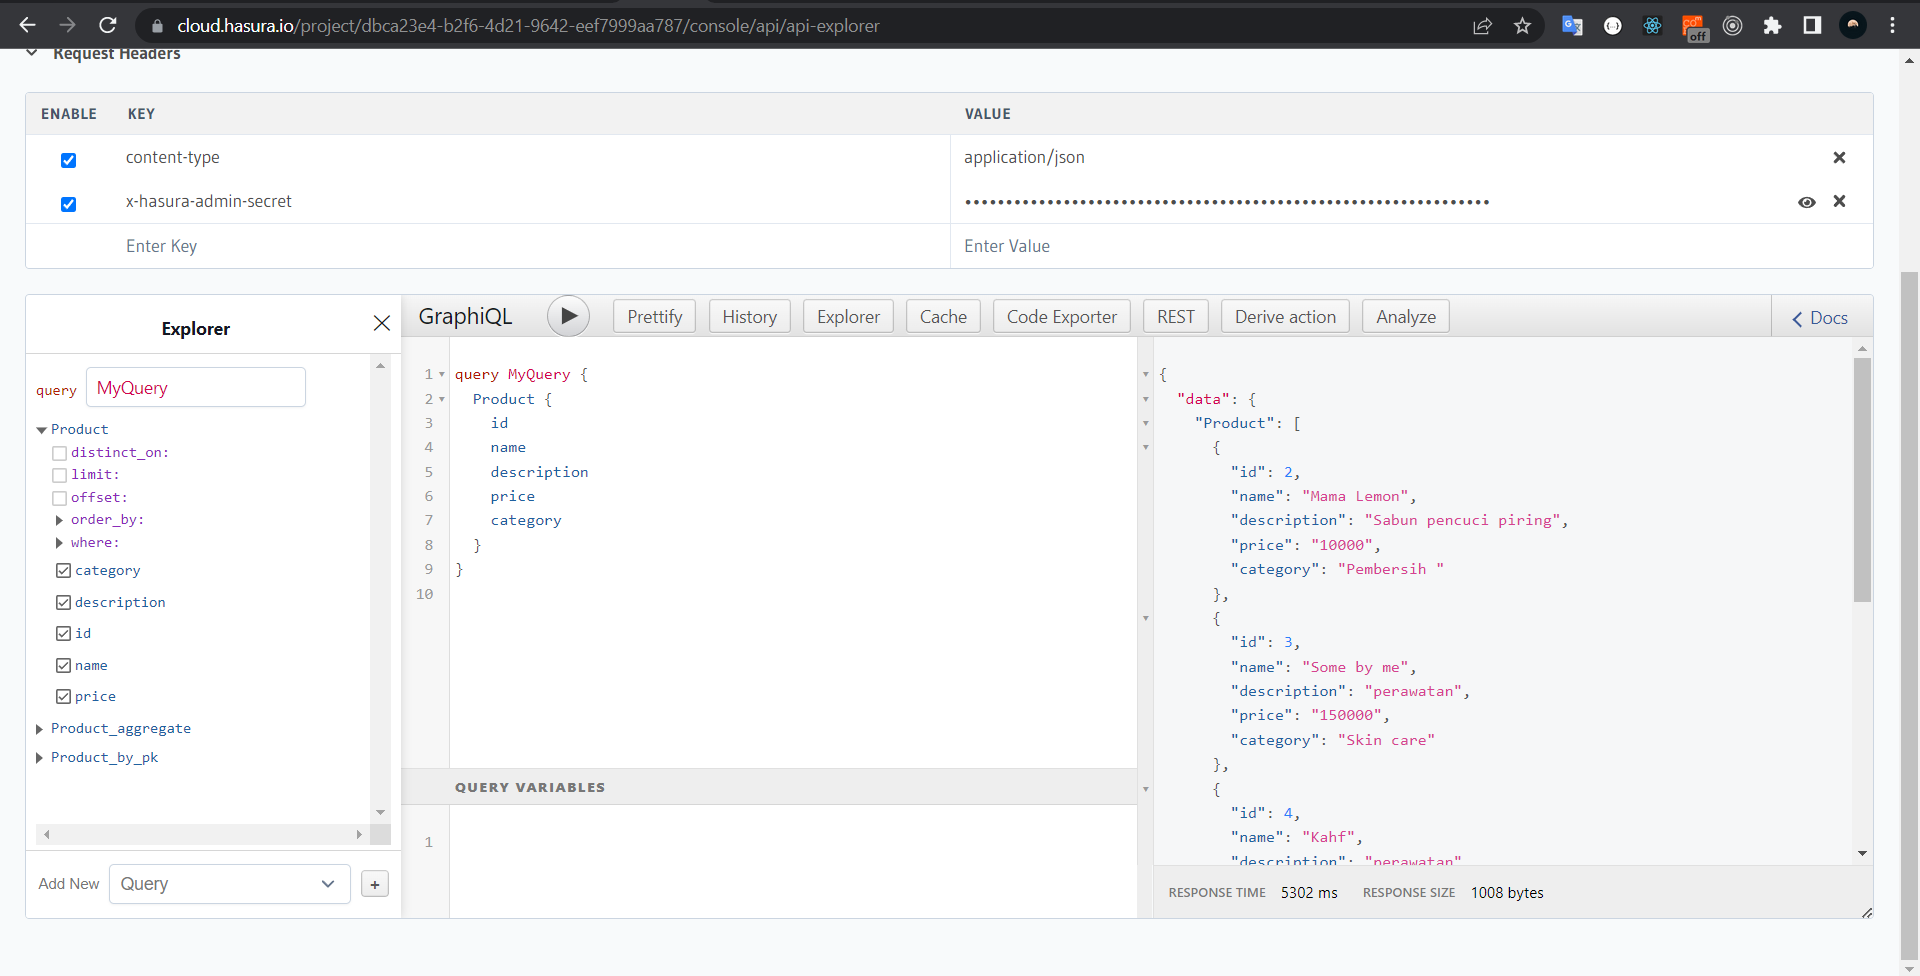 cloud.hasura.io/project/dbca23e4-b2f6-4d21-9642-eef7999aa787/console/api/api-explorer
off
Request Headers
ENABLE KEY VALUE
content-type application/json
x-hasura-admin-secret ••••••••••••••••••••••••••••••••••••••••••••••••••••••••••••••••
Enter Key Enter Value
Explorer
GraphiQL Prettify History Explorer Cache Code Exporter REST Derive action Analyze Docs
query MyQuery
Product
distinct_on:
limit:
offset:
order_by:
where:
category
description
id
name
price
Product_aggregate
Product_by_pk
Add New Query +
1 query MyQuery {
2 Product {
3 id
4 name
5 description
6 price
7 category
8 }
9 }
10
QUERY VARIABLES
1
{
"data": {
"Product": [
{
"id": 2,
"name": "Mama Lemon",
"description": "Sabun pencuci piring",
"price": "10000",
"category": "Pembersih "
},
{
"id": 3,
"name": "Some by me",
"description": "perawatan",
"price": "150000",
"category": "Skin care"
},
{
"id": 4,
"name": "Kahf",
"description": "perawatan"
RESPONSE TIME 5302 ms RESPONSE SIZE 1008 bytes